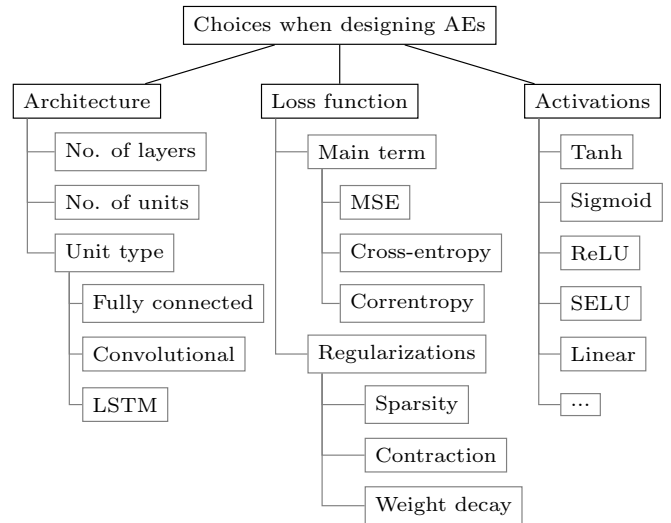 Choices when designing AEs
Architecture
No. of layers
No. of units
Unit type
Fully connected
Convolutional
LSTM
Loss function
Main term
MSE
Cross-entropy
Correntropy
Regularizations
Sparsity
Contraction
Weight decay
Activations
Tanh
Sigmoid
ReLU
SELU
Linear
...